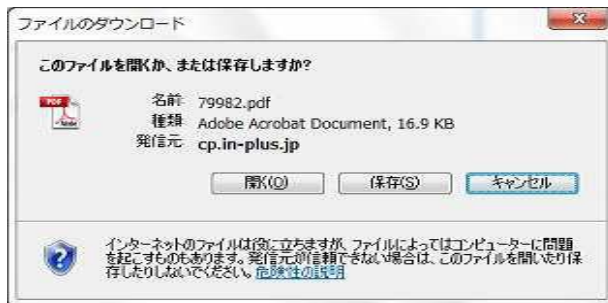 ファイルのダウンロード
このファイルを開くか、または保存しますか?
名前 79982.pdf
種類 Adobe Acrobat Document, 16.9 KB
発信元 cp.in-plus.jp
開く(O) 保存(S) キャンセル
インターネットのファイルは役に立ちますが、ファイルによってはコンピューターに問題
を起こすものもあります。発信元が信頼できない場合は、このファイルを開いたり保
存したりしないでください。危険性の説明